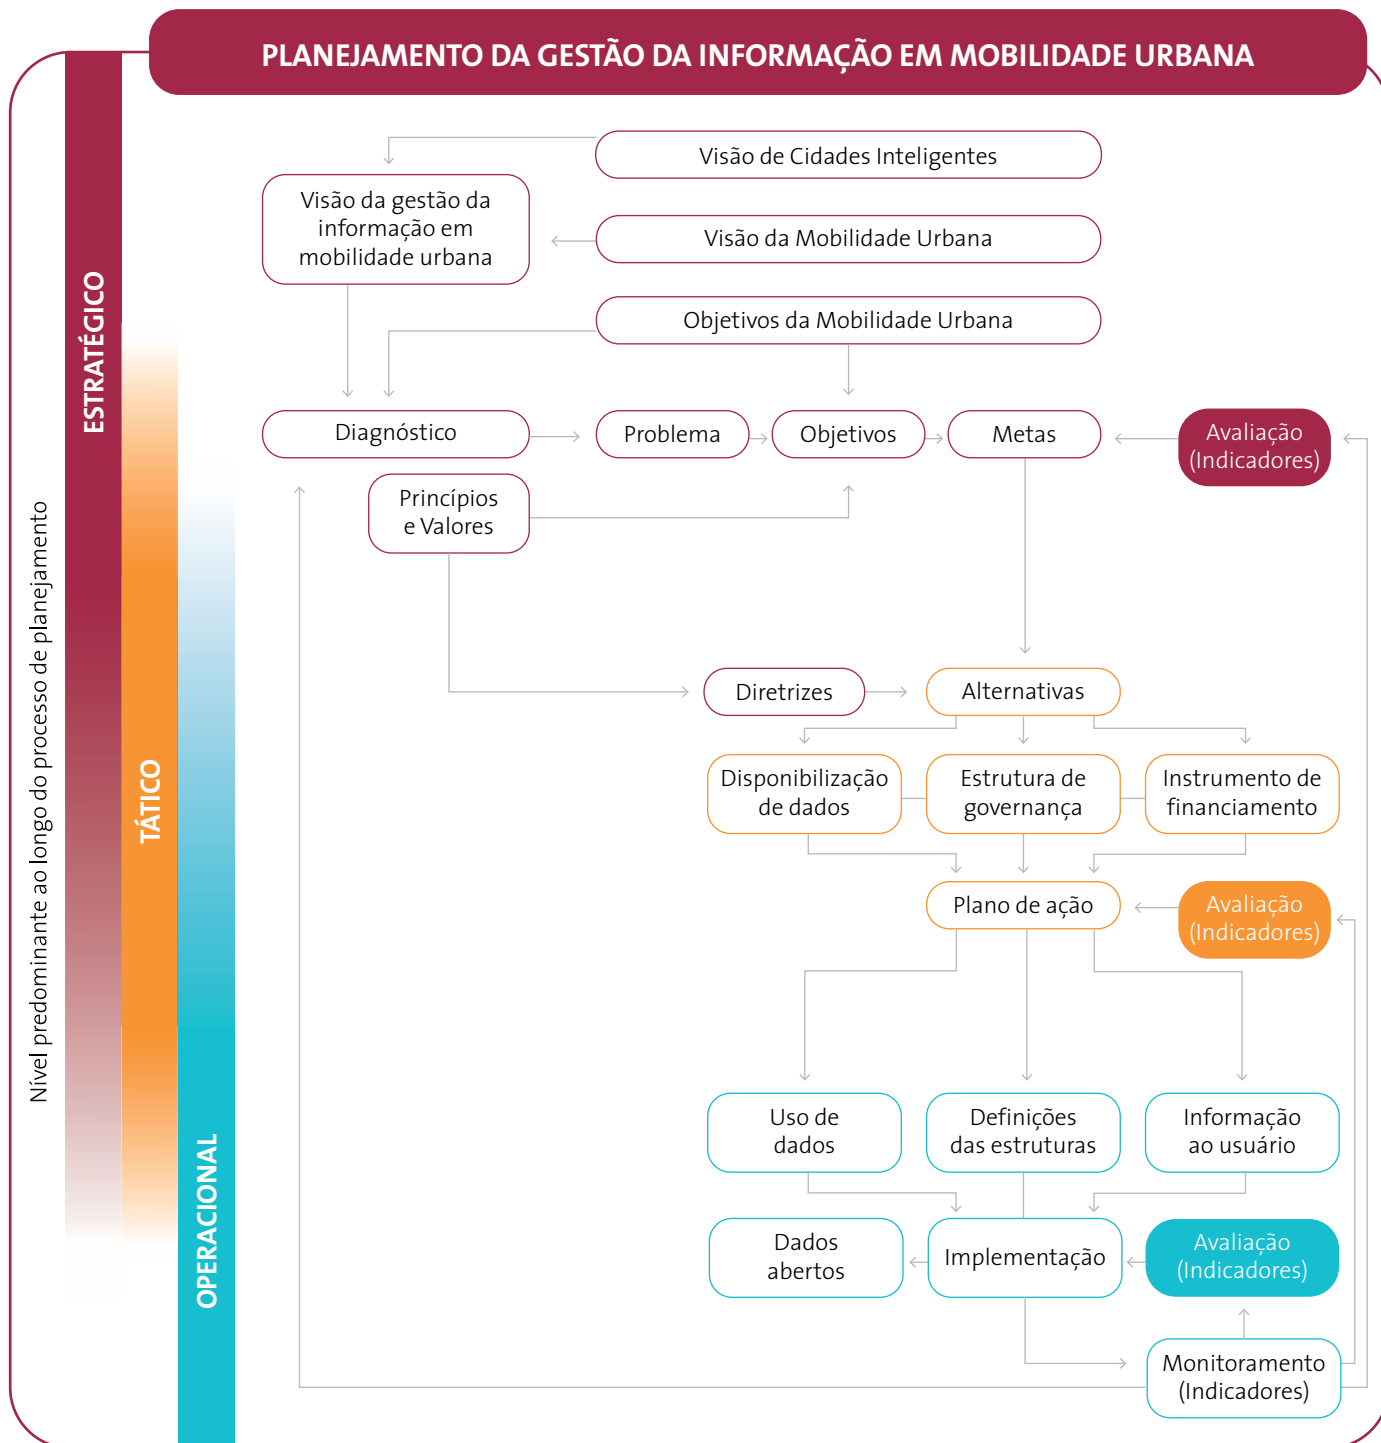 PLANEJAMENTO DA GESTÃO DA INFORMAÇÃO EM MOBILIDADE URBANA
Nível predominante ao longo do processo de planejamento
ESTRATÉGICO
TÁTICO
OPERACIONAL
Visão de Cidades Inteligentes
Visão da gestão da
informação em
mobilidade urbana
Visão da Mobilidade Urbana
Objetivos da Mobilidade Urbana
Diagnóstico
Problema
Objetivos
Metas
Avaliação
(Indicadores)
Princípios
e Valores
Diretrizes
Alternativas
Disponibilização
de dados
Estrutura de
governança
Instrumento de
financiamento
Plano de ação
Avaliação
(Indicadores)
Uso de
dados
Definições
das estruturas
Informação
ao usuário
Dados
abertos
Implementação
Avaliação
(Indicadores)
Monitoramento
(Indicadores)